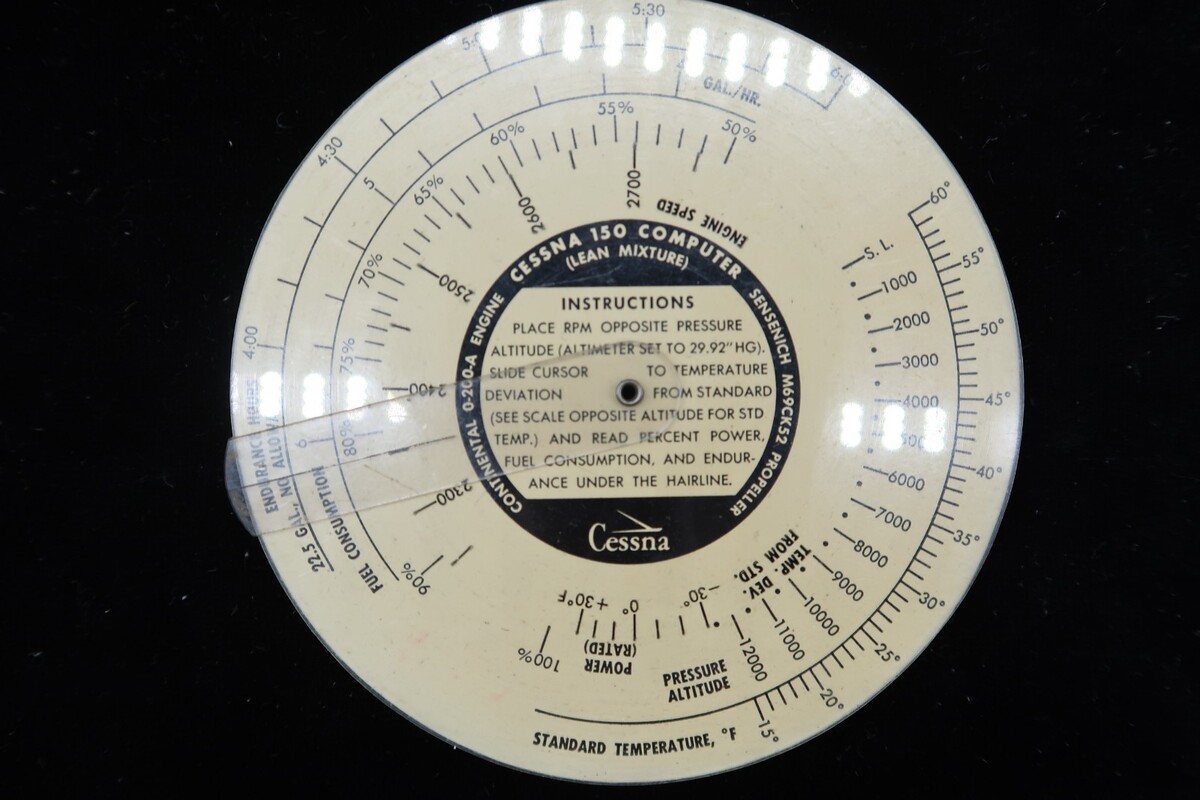 CESSNA 150 COMPUTER
(LEAN MIXTURE)
INSTRUCTIONS
PLACE RPM OPPOSITE PRESSURE
ALTITUDE (ALTIMETER SET TO 29.92" HG).
SLIDE CURSOR TO TEMPERATURE
DEVIATION FROM STANDARD
(SEE SCALE OPPOSITE ALTITUDE FOR STD
TEMP.) AND READ PERCENT POWER,
FUEL CONSUMPTION, AND ENDUR-
ANCE UNDER THE HAIRLINE.
Cessna
CONTINENTAL O-200-A ENGINE
SENSENICH M69CK52 PROPELLER
ENGINE SPEED
2300
2400
2500
2600
2700
POWER
(RATED)
100%
90%
80%
75%
70%
65%
60%
55%
50%
FUEL CONSUMPTION
6
5
GAL./HR.
ENDURANCE HOURS
22.5 GAL., NO
4:00
4:30
5:30
TEMP. DEV.
FROM STD.
-30°
0°
+30°F
PRESSURE
ALTITUDE
S.L.
1000
2000
3000
4000
6000
7000
8000
9000
10000
11000
12000
STANDARD TEMPERATURE, °F
60°
55°
50°
45°
40°
35°
30°
25°
20°
15°